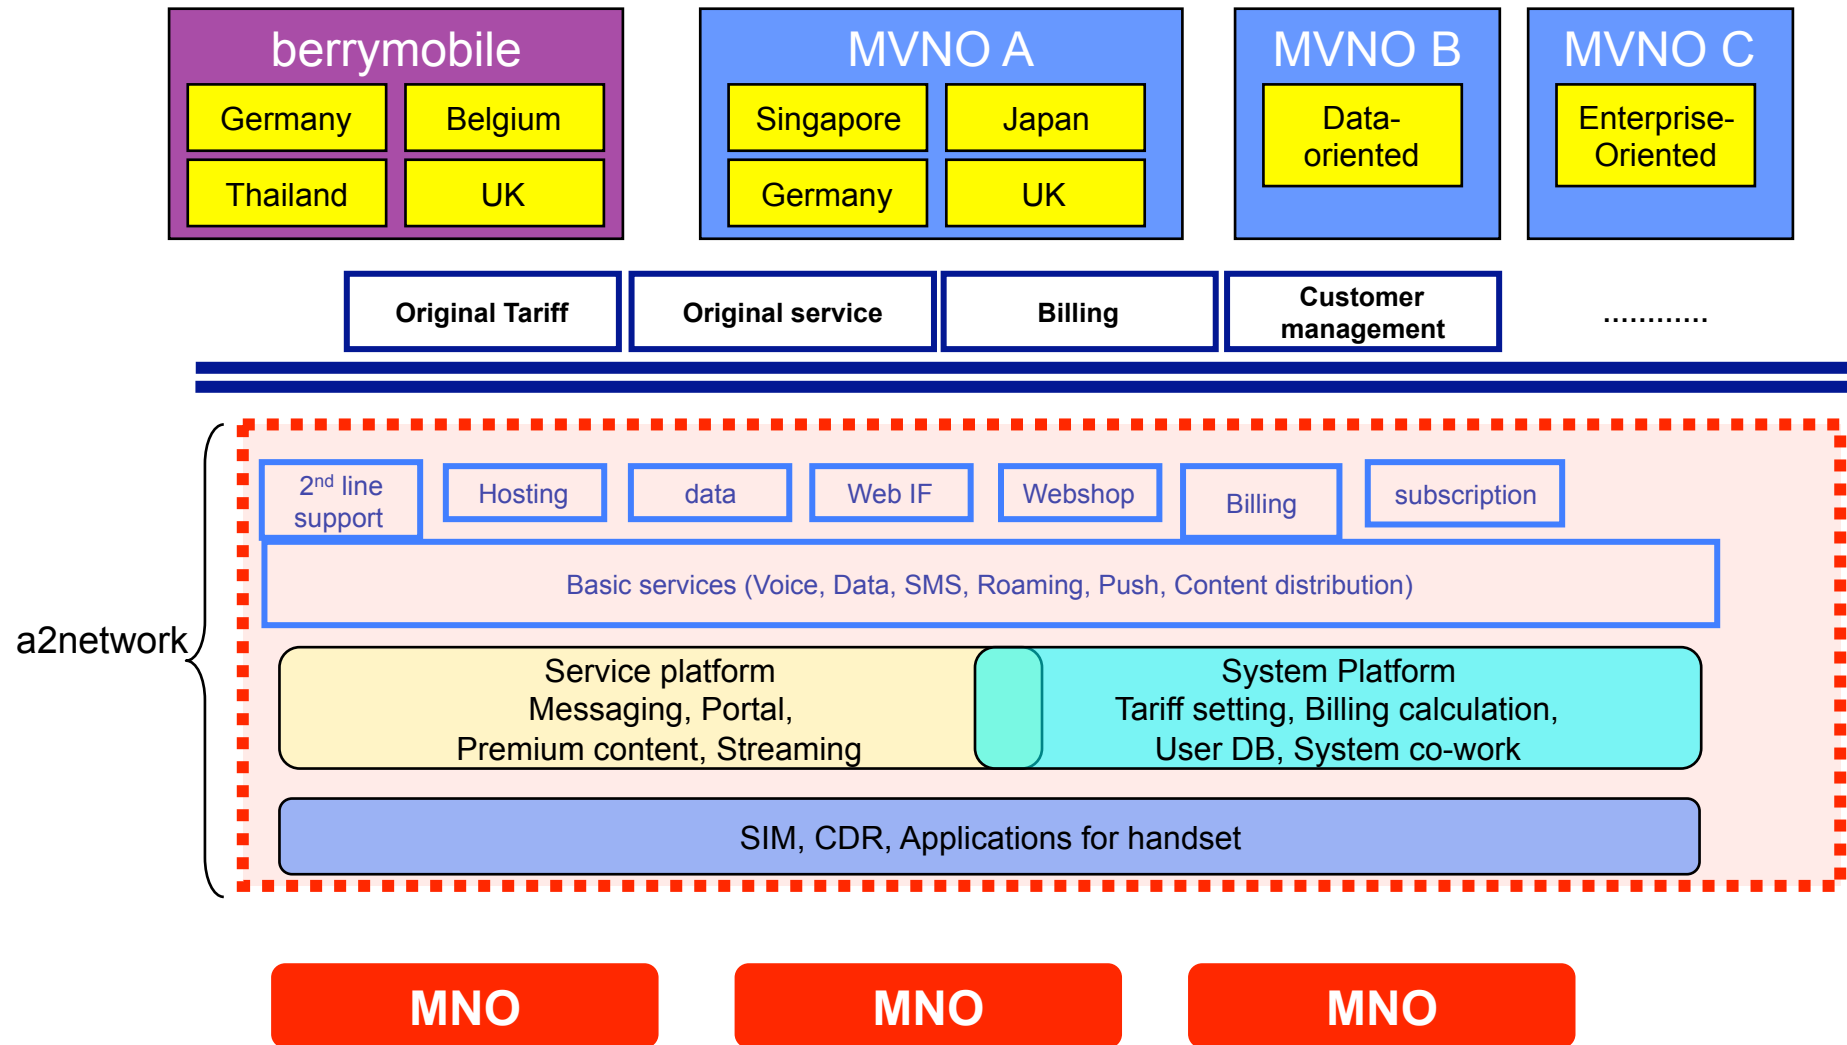 berrymobile
MVNO A
MVNO B
MVNO C
Germany
Belgium
Thailand
UK
Singapore
Japan
Germany
UK
Data-
oriented
Enterprise-
Oriented
Original Tariff
Original service
Billing
Customer
management
............
a2network
2nd line
support
Hosting
data
Web IF
Webshop
Billing
subscription
Basic services (Voice, Data, SMS, Roaming, Push, Content distribution)
Service platform
Messaging, Portal,
Premium content, Streaming
System Platform
Tariff setting, Billing calculation,
User DB, System co-work
SIM, CDR, Applications for handset
MNO
MNO
MNO